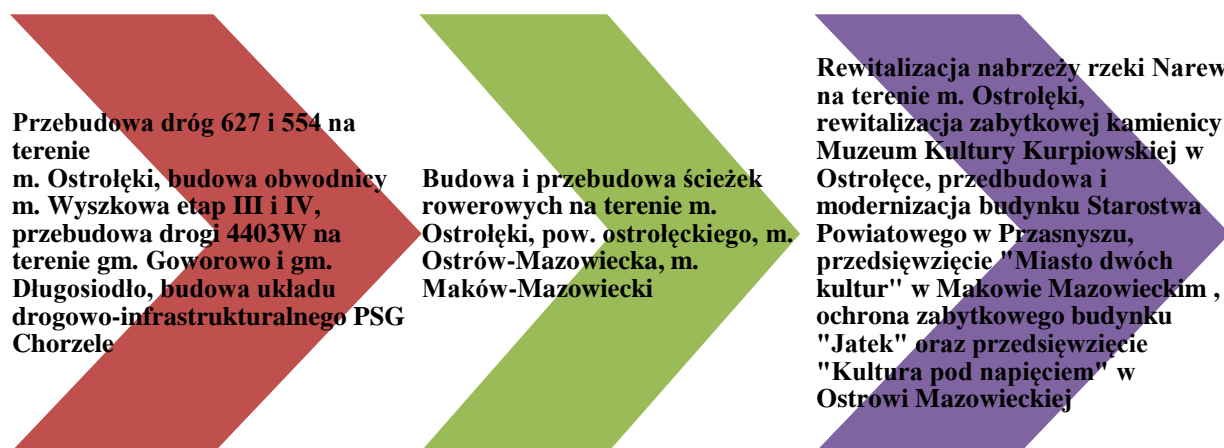 Przebudowa dróg 627 i 554 na
terenie
m. Ostrołęki, budowa obwodnicy
m. Wyszkowa etap III i IV,
przebudowa drogi 4403W na
terenie gm. Goworowo i gm.
Długosiodło, budowa układu
drogowo-infrastrukturalnego PSG
Chorzele
Budowa i przebudowa ścieżek
rowerowych na terenie m.
Ostrołęki, pow. ostrołęckiego, m.
Ostrów-Mazowiecka, m.
Maków-Mazowiecki
Rewitalizacja nabrzeży rzeki Narew
na terenie m. Ostrołęki,
rewitalizacja zabytkowej kamienicy
Muzeum Kultury Kurpiowskiej w
Ostrołęce, przedbudowa i
modernizacja budynku Starostwa
Powiatowego w Przasnyszu,
przedsięwzięcie "Miasto dwóch
kultur" w Makowie Mazowieckim ,
ochrona zabytkowego budynku
"Jatek" oraz przedsięwzięcie
"Kultura pod napięciem" w
Ostrowi Mazowieckiej